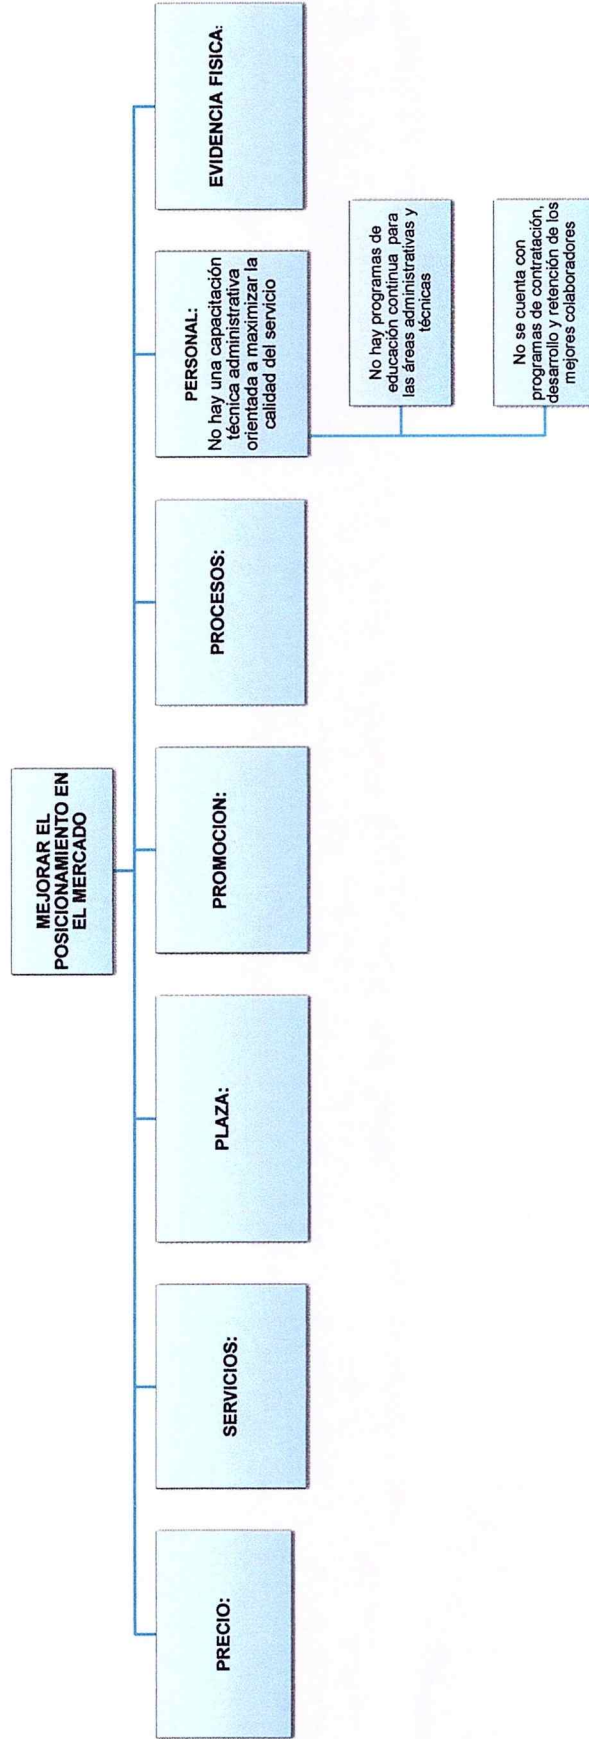 MEJORAR EL
POSICIONAMIENTO EN
EL MERCADO
PRECIO:
SERVICIOS:
PLAZA:
PROMOCION:
PROCESOS:
PERSONAL:
No hay una capacitación
técnica administrativa
orientada a maximizar la
calidad del servicio
EVIDENCIA FISICA:
No hay programas de
educación continua para
las áreas administrativas y
técnicas
No se cuenta con
programas de contratación,
desarrollo y retención de los
mejores colaboradores